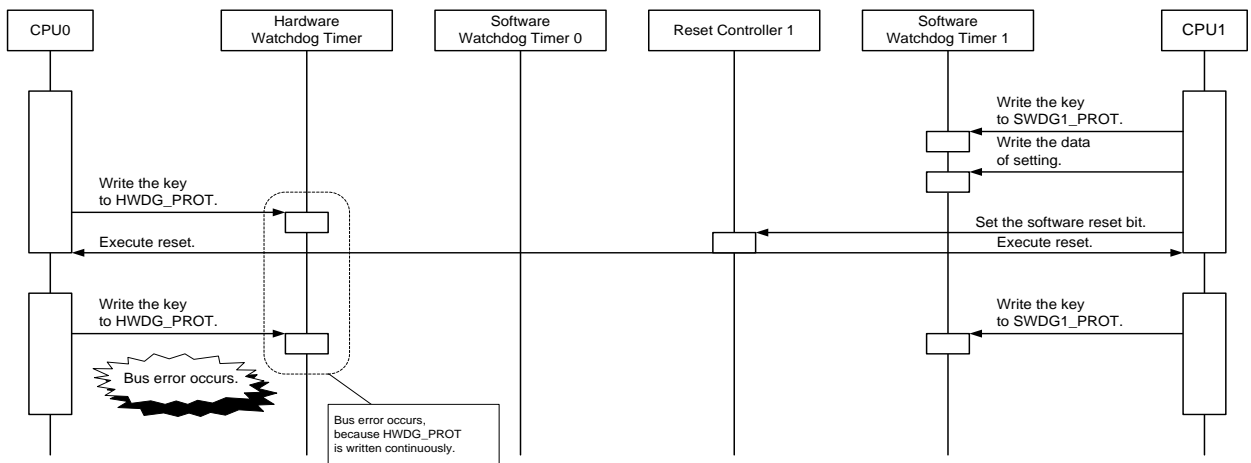 CPU0
Hardware
Watchdog Timer
Software
Watchdog Timer 0
Reset Controller 1
Software
Watchdog Timer 1
CPU1
Write the key
to SWDG1_PROT.
Write the data
of setting.
Write the key
to HWDG_PROT.
Set the software reset bit.
Execute reset.
Execute reset.
Write the key
to HWDG_PROT.
Write the key
to SWDG1_PROT.
Bus error occurs.
Bus error occurs,
because HWDG_PROT
is written continuously.